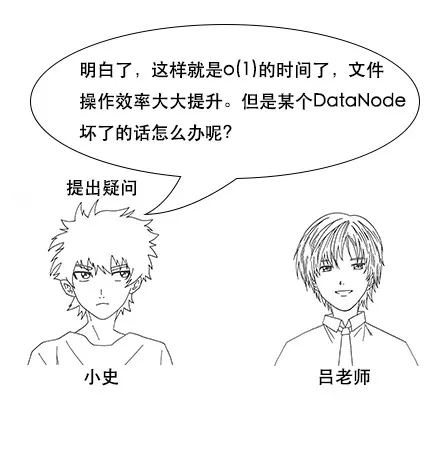 明白了，这样就是o(1)的时间了，文件
操作效率大大提升。但是某个DataNode
坏了的话怎么办呢？
提出疑问
小史
吕老师